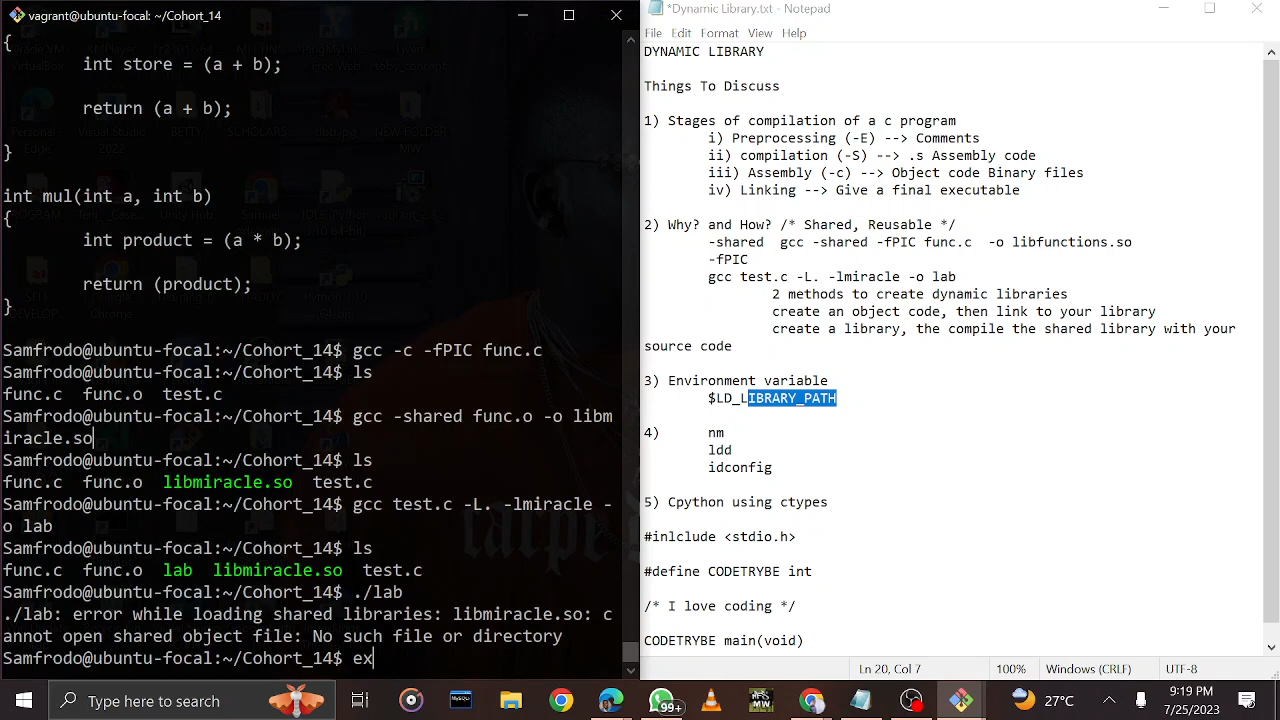 vagrant@ubuntu-focal: ~/Cohort_14
{
int store = (a + b);
return (a + b);
}
int mul(int a, int b)
{
int product = (a * b);
return (product);
}
Samfrodo@ubuntu-focal:~/Cohort_14$ gcc -c -fPIC func.c
Samfrodo@ubuntu-focal:~/Cohort_14$ ls
func.c  func.o  test.c
Samfrodo@ubuntu-focal:~/Cohort_14$ gcc -shared func.o -o libm
iracle.so
Samfrodo@ubuntu-focal:~/Cohort_14$ ls
func.c  func.o  libmiracle.so  test.c
Samfrodo@ubuntu-focal:~/Cohort_14$ gcc test.c -L. -lmiracle -
o lab
Samfrodo@ubuntu-focal:~/Cohort_14$ ls
func.c  func.o  lab  libmiracle.so  test.c
Samfrodo@ubuntu-focal:~/Cohort_14$ ./lab
./lab: error while loading shared libraries: libmiracle.so: c
annot open shared object file: No such file or directory
Samfrodo@ubuntu-focal:~/Cohort_14$ ex
*Dynamic Library.txt - Notepad
File Edit Format View Help
DYNAMIC LIBRARY
Things To Discuss
1) Stages of compilation of a c program
i) Preprocessing (-E) --> Comments
ii) compilation (-S) --> .s Assembly code
iii) Assembly (-c) --> Object code Binary files
iv) Linking --> Give a final executable
2) Why? and How? /* Shared, Reusable */
-shared  gcc -shared -fPIC func.c  -o libfunctions.so
-fPIC
gcc test.c -L. -lmiracle -o lab
2 methods to create dynamic libraries
create an object code, then link to your library
create a library, the compile the shared library with your
source code
3) Environment variable
$LD_LIBRARY_PATH
4) nm
ldd
idconfig
5) Cpython using ctypes
#inlclude <stdio.h>
#define CODETRYBE int
/* I love coding */
CODETRYBE main(void)
Ln 20, Col 7
100%
Windows (CRLF)
UTF-8
Type here to search
MySQL
99+
27°C
9:19 PM
7/25/2023